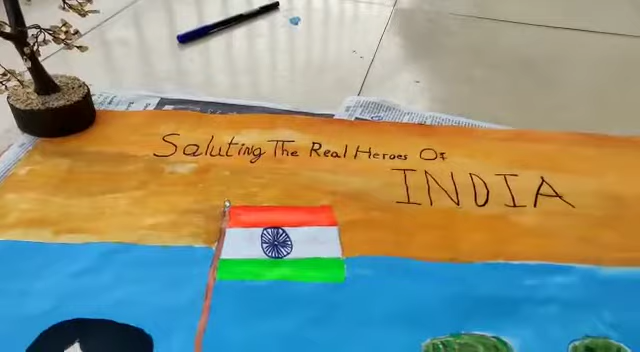 Saluting The Real Heroes Of
INDIA